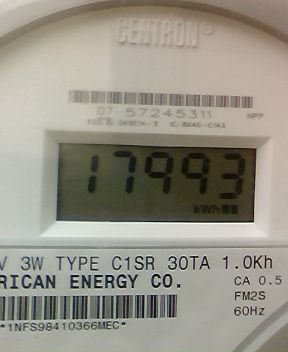 CENTRON®
07 57245311 HPP
17993
kWh
V 3W TYPE C1SR 30TA 1.0Kh
RICAN ENERGY CO.
CA 0.5
FM2S
60Hz
*1NFS98410366MEC*